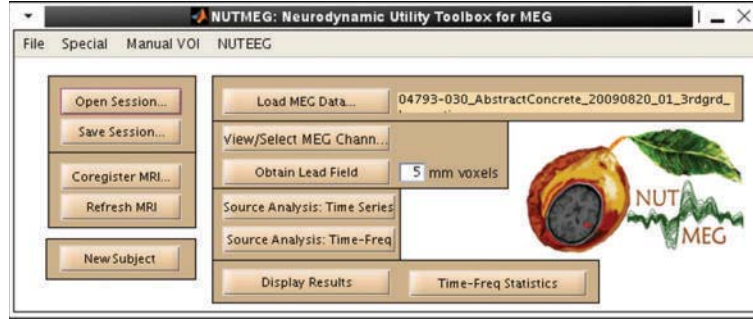 NUTMEG: Neurodynamic Utility Toolbox for MEG
File Special Manual VOI NUTEEG
Open Session...
Save Session...
Coregister MRI...
Refresh MRI
New Subject
Load MEG Data...
04793-030_AbstractConcrete_20090820_01_3rdgrd_
View/Select MEG Chann...
Obtain Lead Field
5 mm voxels
Source Analysis: Time Series
Source Analysis: Time-Freq
Display Results
Time-Freq Statistics
NUT
MEG